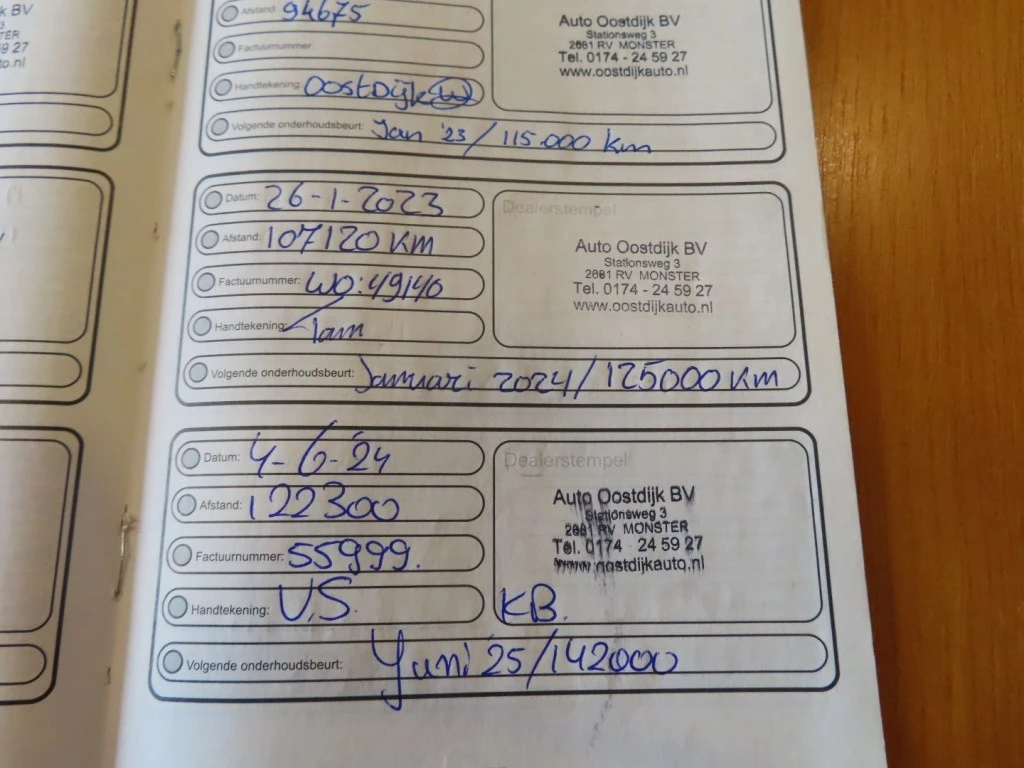 k BV
9 27
o.nl
Afstand: 94675
Factuurnummer:
Handtekening: Oostdijk
Volgende onderhoudsbeurt: Jan '23 / 115.000 km
Auto Oostdijk BV
Stationsweg 3
2681 RV MONSTER
Tel. 0174 - 24 59 27
www.oostdijkauto.nl
Datum: 26-1-2023
Afstand: 107120 KM
Factuurnummer: WO: 49140
Handtekening:
Volgende onderhoudsbeurt: Januari 2024 / 125000 KM
Dealerstempel
Auto Oostdijk BV
Stationsweg 3
2681 RV MONSTER
Tel. 0174 - 24 59 27
www.oostdijkauto.nl
Datum: 4-6-'24
Afstand: 122300
Factuurnummer: 55999.
Handtekening: V.S. KB.
Volgende onderhoudsbeurt: Juni 25/142000
Dealerstempel
Auto Oostdijk BV
Stationsweg 3
2681 RV MONSTER
Tel. 0174 - 24 59 27
www.oostdijkauto.nl